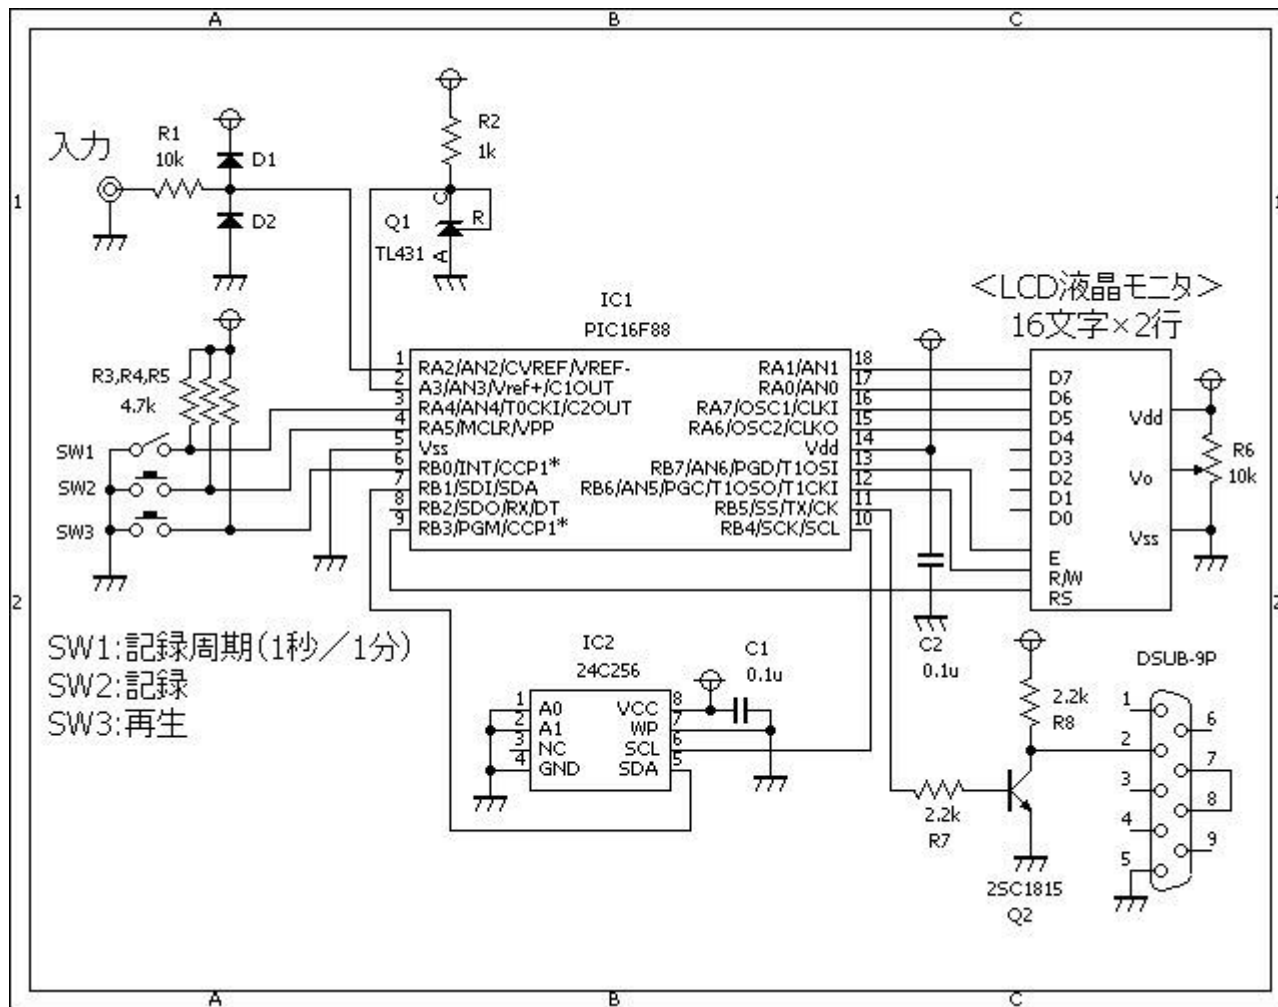 A B C
1 1
入力
R1
10k
D1
D2
R2
1k
C
R
Q1
TL431
A
R3,R4,R5
4.7k
SW1
SW2
SW3
IC1
PIC16F88
1 RA2/AN2/CVREF/VREF-
2 A3/AN3/Vref+/C1OUT
3 RA4/AN4/T0CKI/C2OUT
4 RA5/MCLR/VPP
5 Vss
6 RB0/INT/CCP1*
7 RB1/SDI/SDA
8 RB2/SDO/RX/DT
9 RB3/PGM/CCP1*
RA1/AN1 18
RA0/AN0 17
RA7/OSC1/CLKI 16
RA6/OSC2/CLKO 15
Vdd 14
RB7/AN6/PGD/T1OSI 13
RB6/AN5/PGC/T1OSO/T1CKI 12
RB5/SS/TX/CK 11
RB4/SCK/SCL 10
<LCD液晶モニタ>
16文字×2行
D7
D6
D5
D4
D3
D2
D1
D0
E
R/W
RS
Vdd
Vo
Vss
R6
10k
2 2
SW1:記録周期(1秒/1分)
SW2:記録
SW3:再生
IC2
24C256
1 A0
2 A1
3 NC
4 GND
VCC 8
WP 7
SCL 6
SDA 5
C1
0.1u
C2
0.1u
2.2k
R8
2.2k
R7
2SC1815
Q2
DSUB-9P
1
2
3
4
5
6
7
8
9
A B C